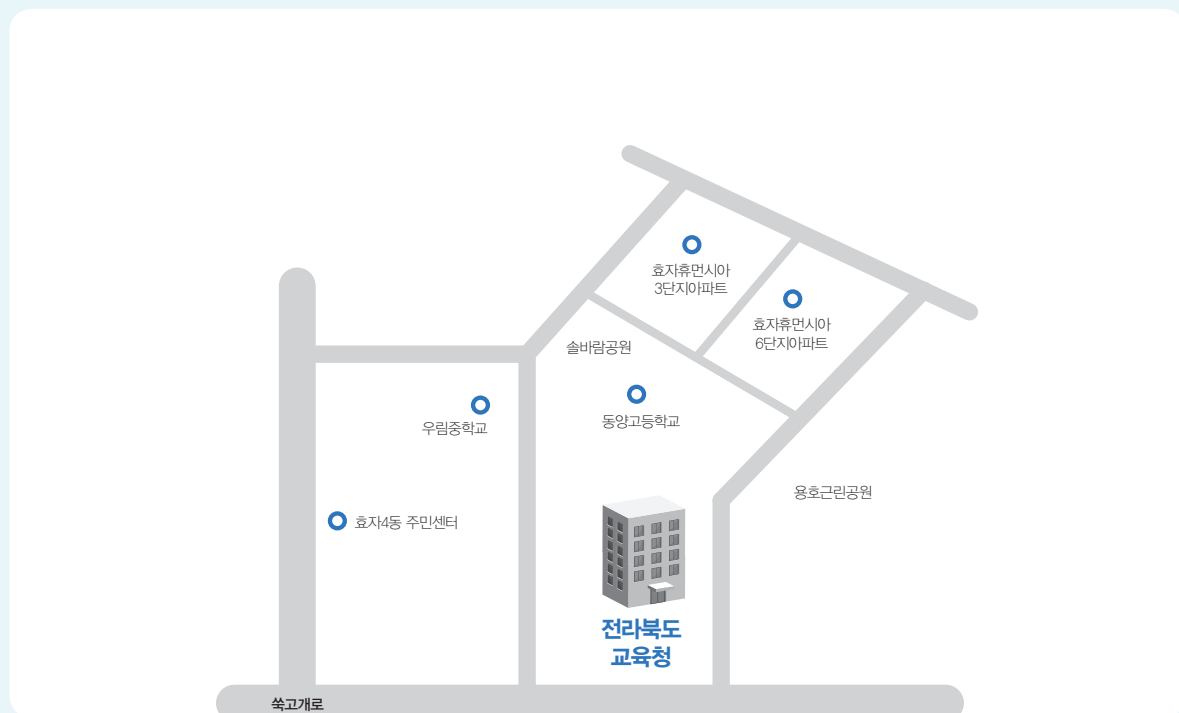 효자휴먼시아
3단지아파트
효자휴먼시아
6단지아파트
솔바람공원
동양고등학교
우림중학교
용호근린공원
효자4동 주민센터
전라북도
교육청
쑥고개로